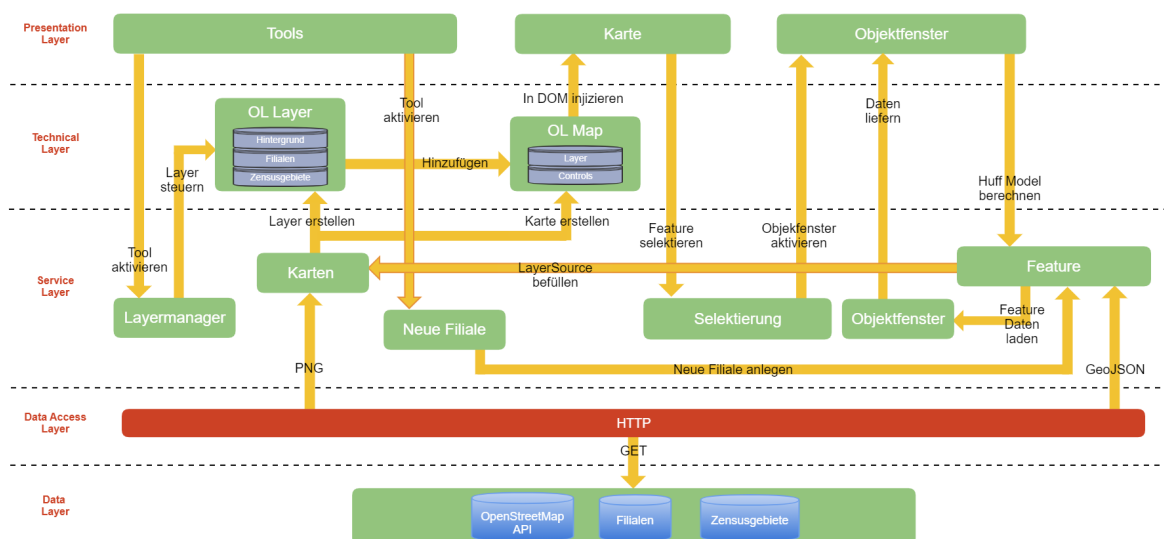 Presentation
Layer
Tools
Karte
Objektfenster
Technical
Layer
OL Layer
Hintergrund
Filialen
Zensusgebiete
Tool
aktivieren
In DOM injizieren
OL Map
Layer
Controls
Daten
liefern
Layer
steuern
Hinzufügen
Huff Model
berechnen
Layer erstellen
Karte erstellen
Feature
selektieren
Objekfenster
aktivieren
Service
Layer
Tool
aktivieren
Karten
LayerSource
befüllen
Feature
Layermanager
Neue Filiale
Selektierung
Objektfenster
Feature
Daten
laden
PNG
Neue Filiale anlegen
GeoJSON
Data Access
Layer
HTTP
GET
Data
Layer
OpenStreetMap
API
Filialen
Zensusgebiete